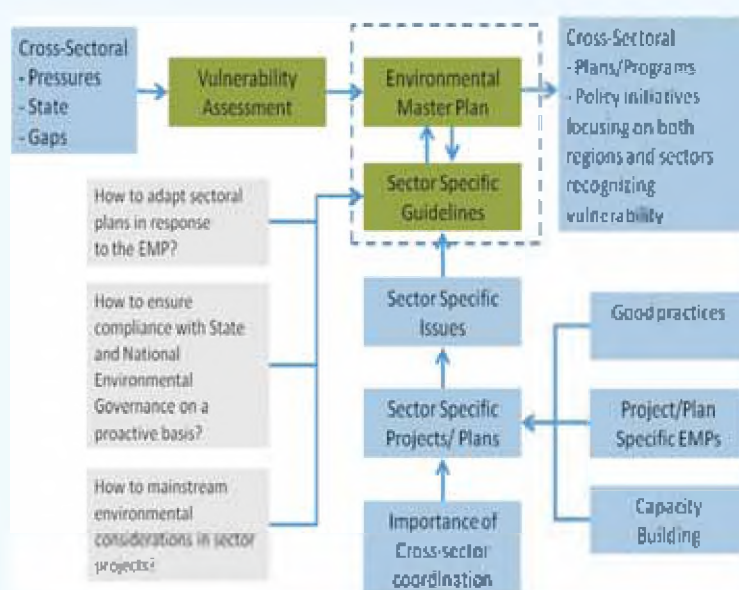 Cross-Sectoral
- Pressures
- State
- Gaps
Vulnerability
Assessment
Environmental
Master Plan
Cross-Sectoral
- Plans/Programs
- Policy initiatives
focusing on both
regions and sectors
recognizing
vulnerability
Sector Specific
Guidelines
How to adapt sectoral
plans in response
to the EMP?
How to ensure
compliance with State
and National
Environmental
Governance on a
proactive basis?
How to mainstream
environmental
considerations in sector
projects?
Sector Specific
Issues
Sector Specific
Projects/ Plans
Importance of
Cross-sector
coordination
Good practices
Project/Plan
Specific EMPs
Capacity
Building